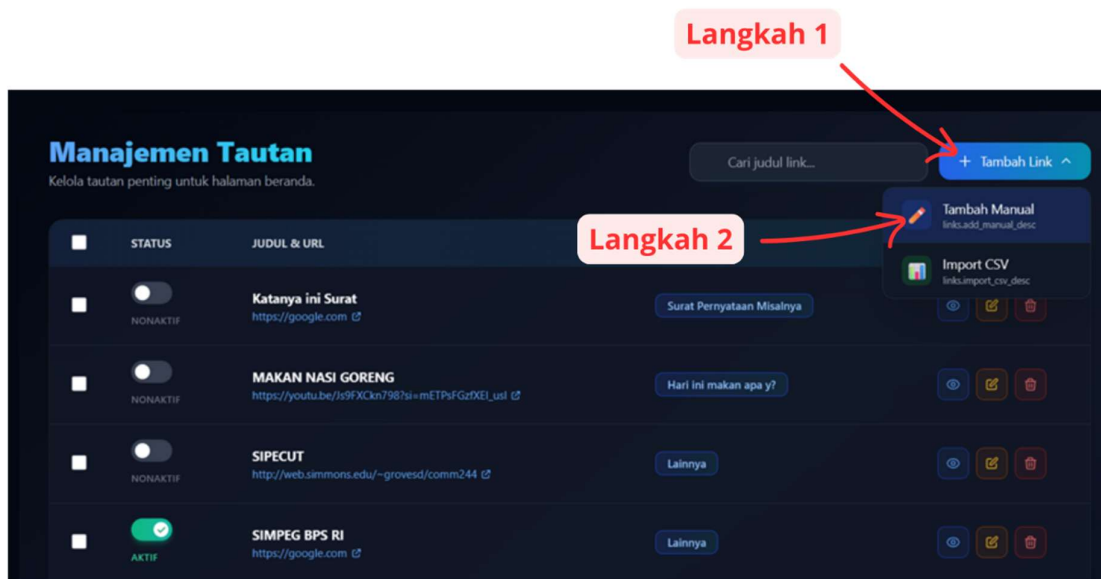 Langkah 1
Manajemen Tautan
Kelola tautan penting untuk halaman beranda.
Cari judul link...
+ Tambah Link
Tambah Manual
links.add_manual_desc
Import CSV
links.import_csv_desc
Langkah 2
STATUS
JUDUL & URL
NONAKTIF
Katanya ini Surat
https://google.com
Surat Pernyataan Misalnya
NONAKTIF
MAKAN NASI GORENG
https://youtu.be/Js9FXCkn798?si=mETPsFGzfXEI_usI
Hari ini makan apa y?
NONAKTIF
SIPECUT
http://web.simmons.edu/~grovesd/comm244
Lainnya
AKTIF
SIMPEG BPS RI
https://google.com
Lainnya